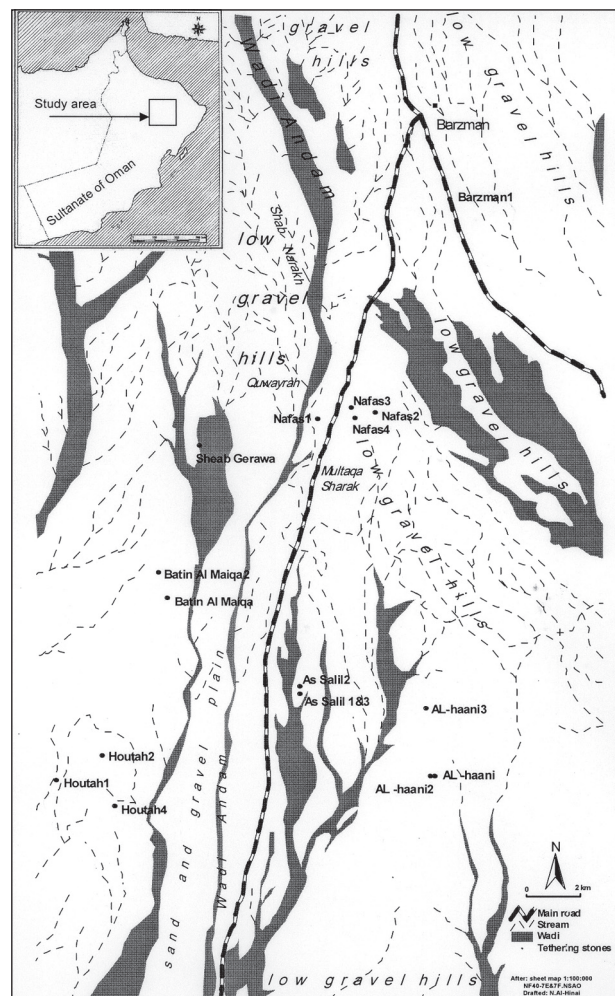 N
Study area
Sultanate of Oman
gravel
hills
Wadi Andam
low gravel hills
Barzman
Barzman1
Shab Narakh
low
gravel
hills
Quwayrah
low gravel hills
Nafas3
Nafas1
Nafas2
Nafas4
Sheab Gerawa
Multaqa
Sharak
low gravel hills
Batin Al Maiqa2
Batin Al Maiqa
As Salil2
As Salil 1&3
AL-haani3
Houtah2
Houtah1
AL -haani
AL -haani2
Houtah4
sand and gravel plain
Wadi Andam
N
0 2 km
Main road
Stream
Wadi
Tethering stones
low gravel hills
After: sheet map 1:100:000
NF40-7E&7F.NSAO
Drafted: N.Al-Hinai